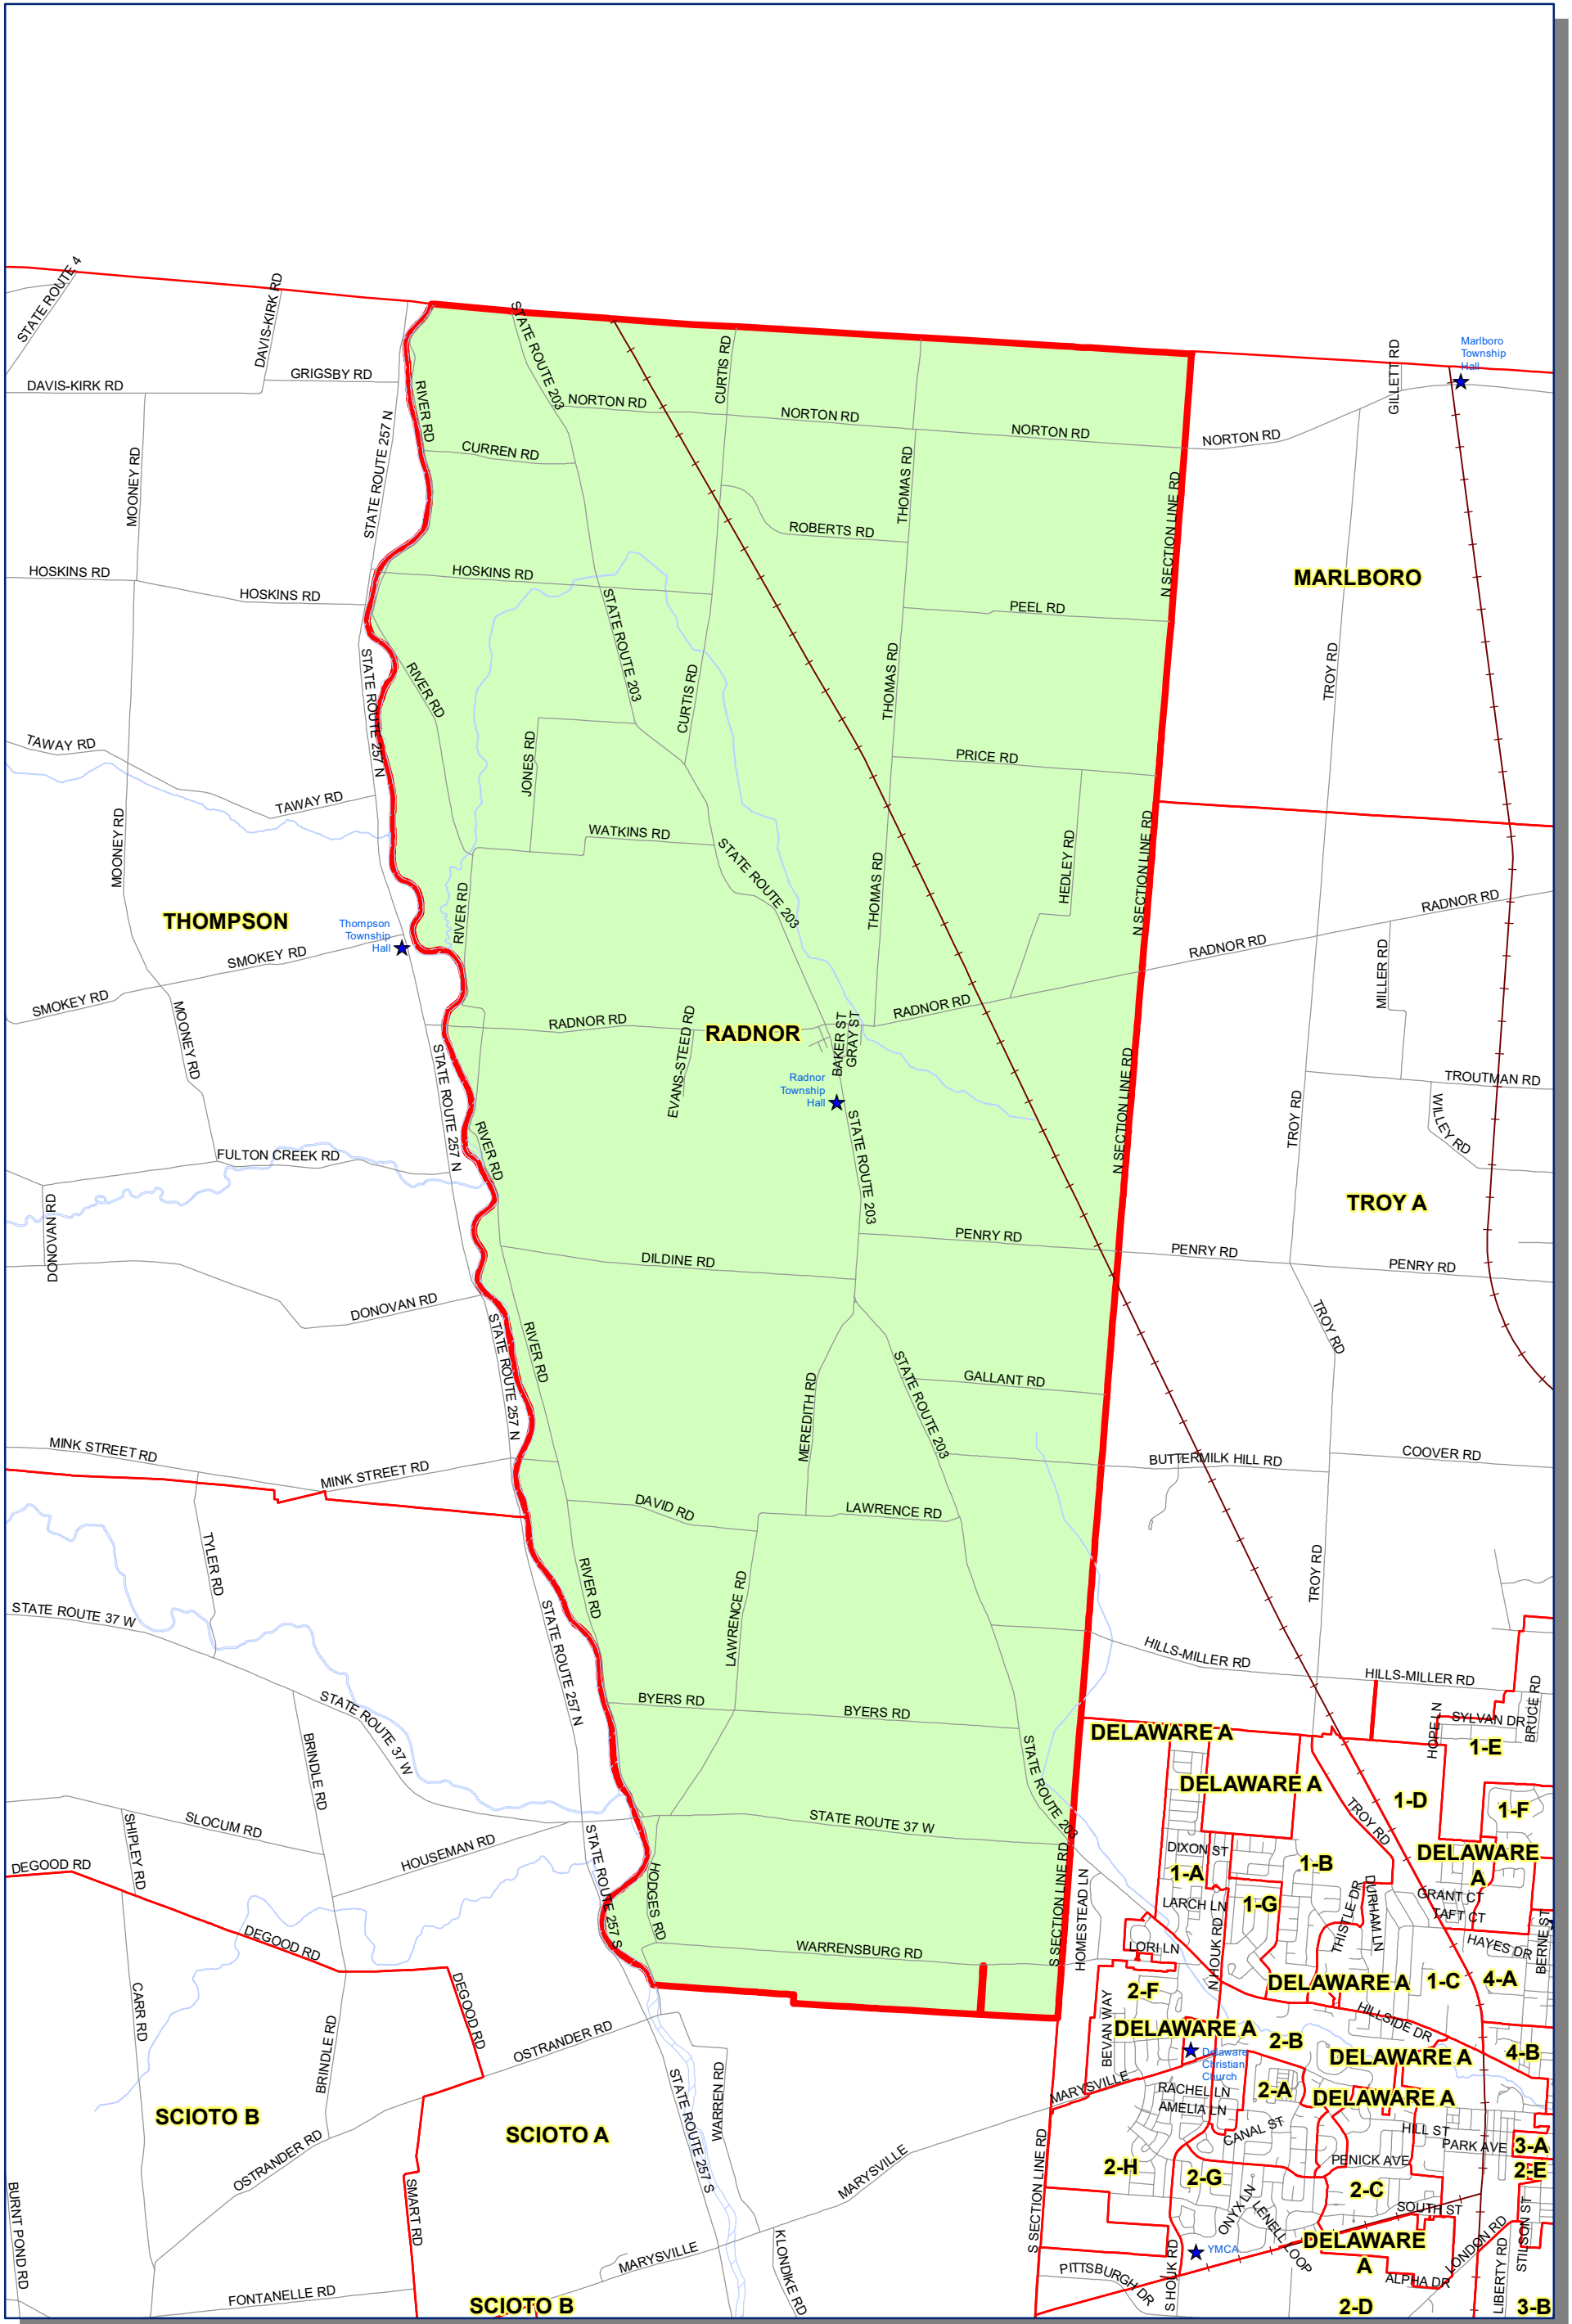 STATE ROUTE 4
DAVIS-KIRK RD
DAVIS-KIRK RD
GRIGSBY RD
STATE ROUTE 203
CURTIS RD
GILLETT RD
Marlboro
Township
Hall
RIVER RD
NORTON RD
NORTON RD
NORTON RD
NORTON RD
MOONEY RD
STATE ROUTE 257 N
CURREN RD
THOMAS RD
N SECTION LINE RD
ROBERTS RD
HOSKINS RD
HOSKINS RD
HOSKINS RD
MARLBORO
STATE ROUTE 203
PEEL RD
STATE ROUTE 257 N
RIVER RD
CURTIS RD
THOMAS RD
TROY RD
TAWAY RD
TAWAY RD
JONES RD
PRICE RD
MOONEY RD
WATKINS RD
STATE ROUTE 203
THOMAS RD
HEDLEY RD
N SECTION LINE RD
THOMPSON
Thompson
Township
Hall
RIVER RD
RADNOR RD
RADNOR RD
MILLER RD
SMOKEY RD
SMOKEY RD
MOONEY RD
RADNOR RD
RADNOR
RADNOR RD
EVANS-STEED RD
BAKER ST
GRAY ST
Radnor
Township
Hall
STATE ROUTE 257 N
N SECTION LINE RD
TROUTMAN RD
WILLEY RD
TROY RD
FULTON CREEK RD
RIVER RD
STATE ROUTE 203
TROY A
DONOVAN RD
DILDINE RD
PENRY RD
PENRY RD
PENRY RD
DONOVAN RD
STATE ROUTE 257 N
RIVER RD
TROY RD
MEREDITH RD
STATE ROUTE 203
GALLANT RD
MINK STREET RD
MINK STREET RD
BUTTERMILK HILL RD
COOVER RD
DAVID RD
LAWRENCE RD
TYLER RD
RIVER RD
LAWRENCE RD
TROY RD
STATE ROUTE 37 W
STATE ROUTE 257 N
HILLS-MILLER RD
HILLS-MILLER RD
STATE ROUTE 37 W
BYERS RD
BYERS RD
BRINDLE RD
DELAWARE A
HOPE LN
SYLVAN DR
BRUCE RD
1-E
STATE ROUTE 203
DELAWARE A
1-D
1-F
TROY RD
SHIPLEY RD
SLOCUM RD
HOUSEMAN RD
STATE ROUTE 37 W
DEGOOD RD
DIXON ST
1-A
1-B
DELAWARE
A
STATE ROUTE 257 S
HODGES RD
S SECTION LINE RD
HOMESTEAD LN
LARCH LN
1-G
THISTLE DR
DURHAM LN
GRANT CT
TAFT CT
BERNE ST
DEGOOD RD
WARRENSBURG RD
LORI LN
N HOUK RD
HAYES DR
DEGOOD RD
2-F
DELAWARE A
1-C
4-A
CARR RD
BRINDLE RD
OSTRANDER RD
BEVAN WAY
DELAWARE A
2-B
HILLSIDE DR
4-B
Delaware
Christian
Church
DELAWARE A
STATE ROUTE 257 S
WARREN RD
MARYSVILLE
RACHEL LN
AMELIA LN
2-A
DELAWARE A
SCIOTO B
SCIOTO A
CANAL ST
HILL ST
PARK AVE
3-A
OSTRANDER RD
S SECTION LINE RD
2-H
2-G
PENICK AVE
2-C
2-E
MARYSVILLE
SMART RD
BURNT POND RD
ONYX LN
LENELL LOOP
SOUTH ST
STILSON ST
MARYSVILLE
KLONDIKE RD
YMCA
DELAWARE
A
LONDON RD
PITTSBURGH DR
S HOUK RD
ALPHA DR
LIBERTY RD
FONTANELLE RD
SCIOTO B
2-D
3-B